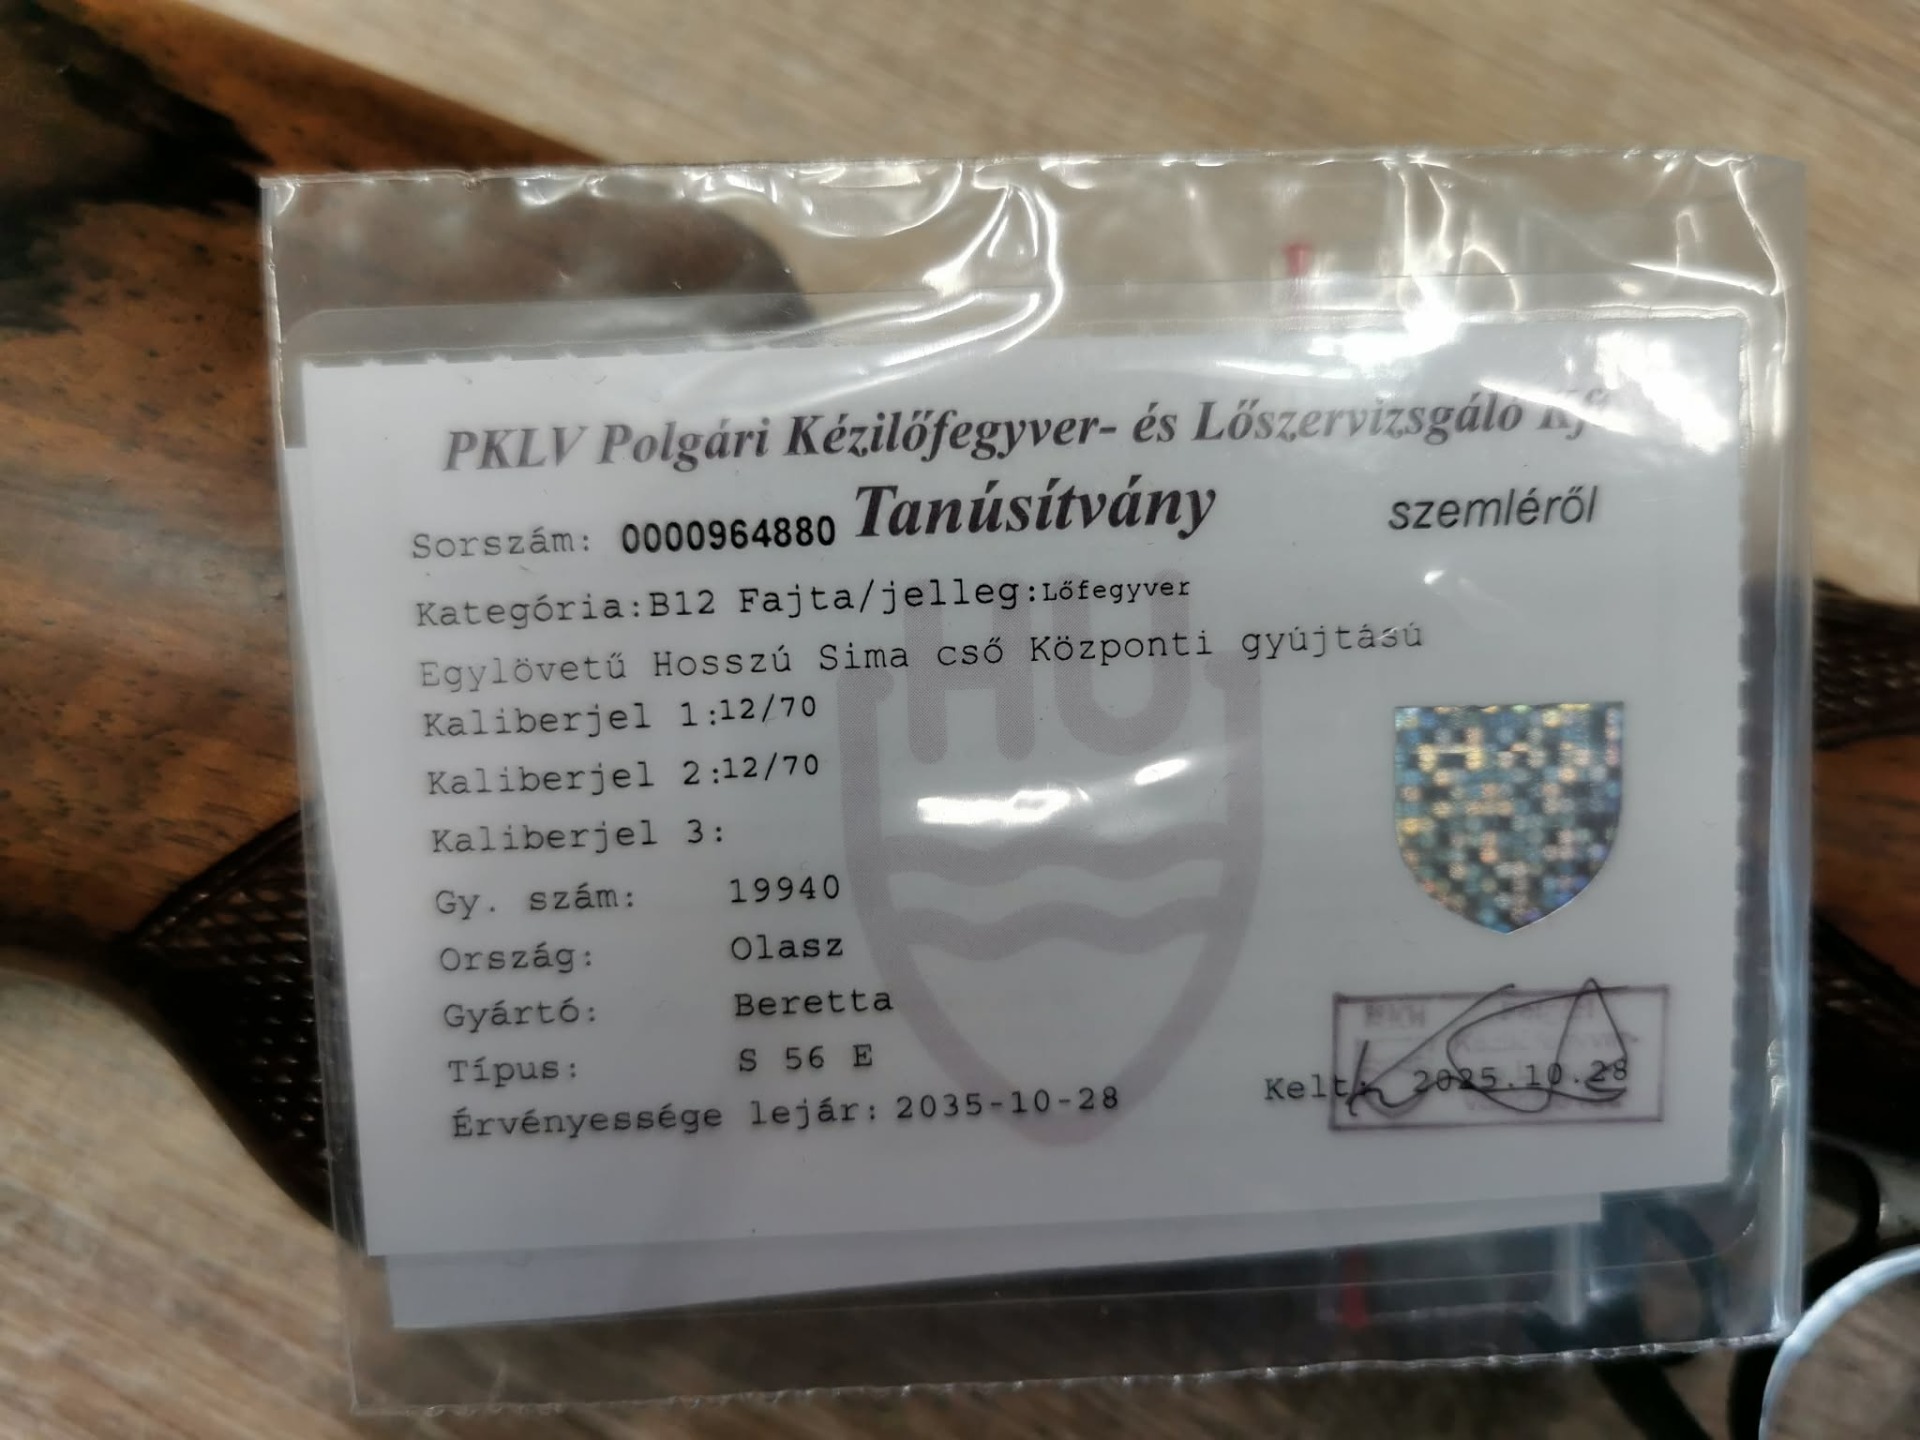 PKLV Polgári Kézilőfegyver- és Lőszervizsgáló Kft
Sorszám: 0000964880 Tanúsítvány szemléről
Kategória:B12 Fajta/jelleg:Lőfegyver
Egylövetű Hosszú Sima cső Központi gyújtású
Kaliberjel 1:12/70
Kaliberjel 2:12/70
Kaliberjel 3:
Gy. szám: 19940
Ország: Olasz
Gyártó: Beretta
Típus: S 56 E
Érvényessége lejár: 2035-10-28
Kelt: 2025.10.28
HU